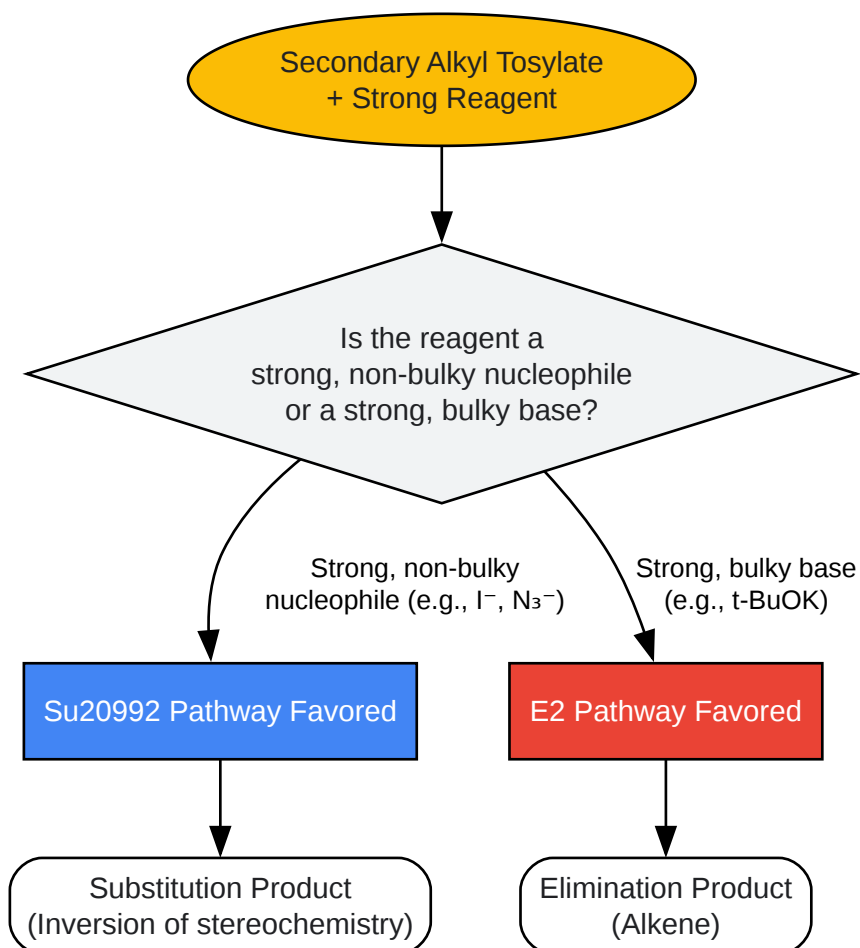 Secondary Alkyl Tosylate
+ Strong Reagent
Is the reagent a
strong, non-bulky nucleophile
or a strong, bulky base?
Strong, non-bulky
nucleophile (e.g., I⁻, N₃⁻)
Strong, bulky base
(e.g., t-BuOK)
Su20992 Pathway Favored
E2 Pathway Favored
Substitution Product
(Inversion of stereochemistry)
Elimination Product
(Alkene)